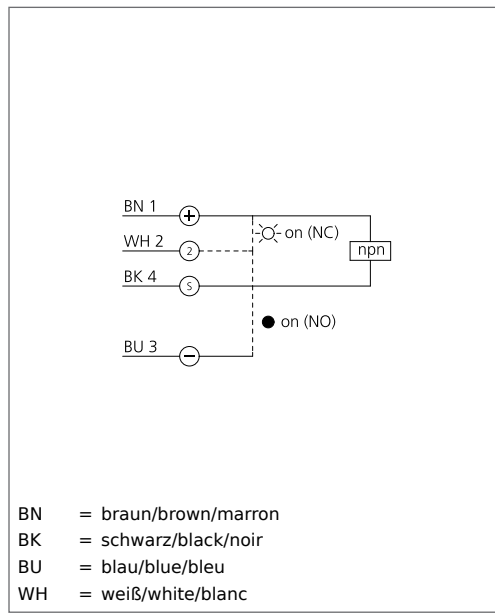 BN 1
+
on (NC)
npn
WH 2
2
BK 4
S
on (NO)
BU 3
−
BN = braun/brown/marron
BK = schwarz/black/noir
BU = blau/blue/bleu
WH = weiß/white/blanc